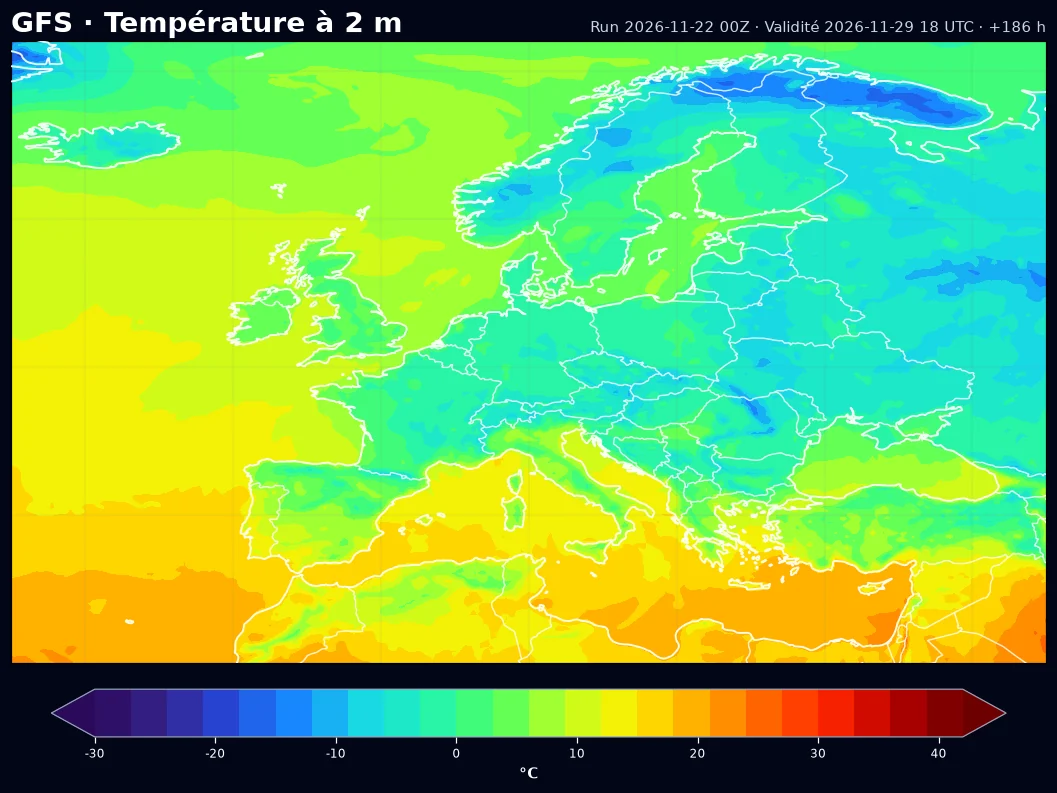 GFS · Température à 2 m
Run 2026-11-22 00Z · Validité 2026-11-29 18 UTC · +186 h
-30 -20 -10 0 10 20 30 40
°C